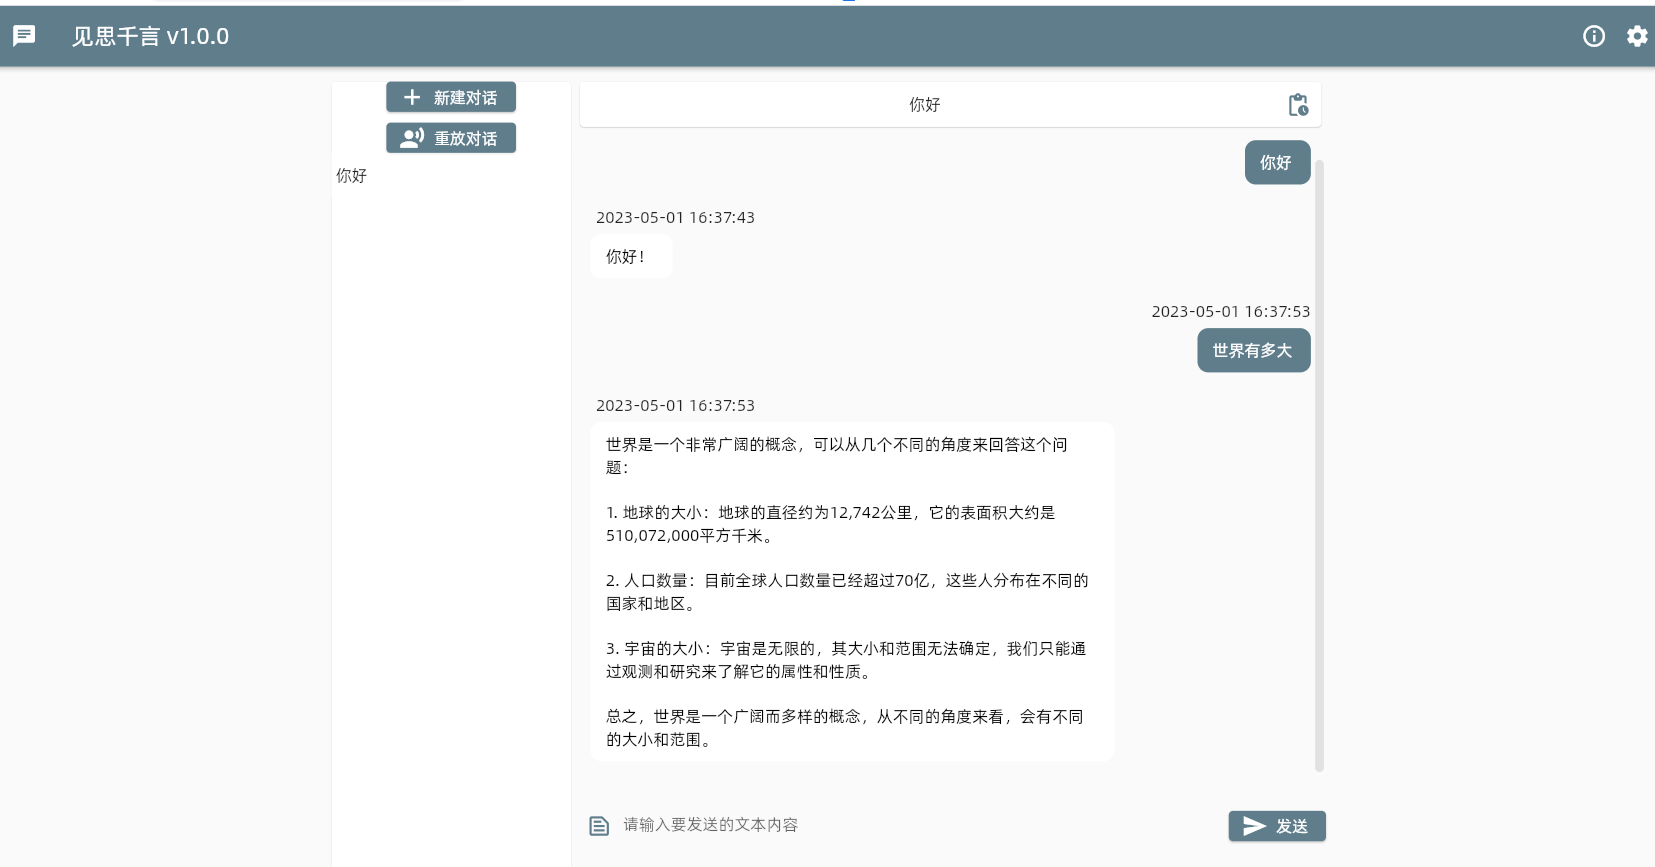 见思千言 v1.0.0
新建对话
重放对话
你好
你好
你好
2023-05-01 16:37:43
你好！
2023-05-01 16:37:53
世界有多大
2023-05-01 16:37:53
世界是一个非常广阔的概念，可以从几个不同的角度来回答这个问
题：
1. 地球的大小：地球的直径约为12,742公里，它的表面积大约是
510,072,000平方千米。
2. 人口数量：目前全球人口数量已经超过70亿，这些人分布在不同的
国家和地区。
3. 宇宙的大小：宇宙是无限的，其大小和范围无法确定，我们只能通
过观测和研究来了解它的属性和性质。
总之，世界是一个广阔而多样的概念，从不同的角度来看，会有不同
的大小和范围。
请输入要发送的文本内容
发送